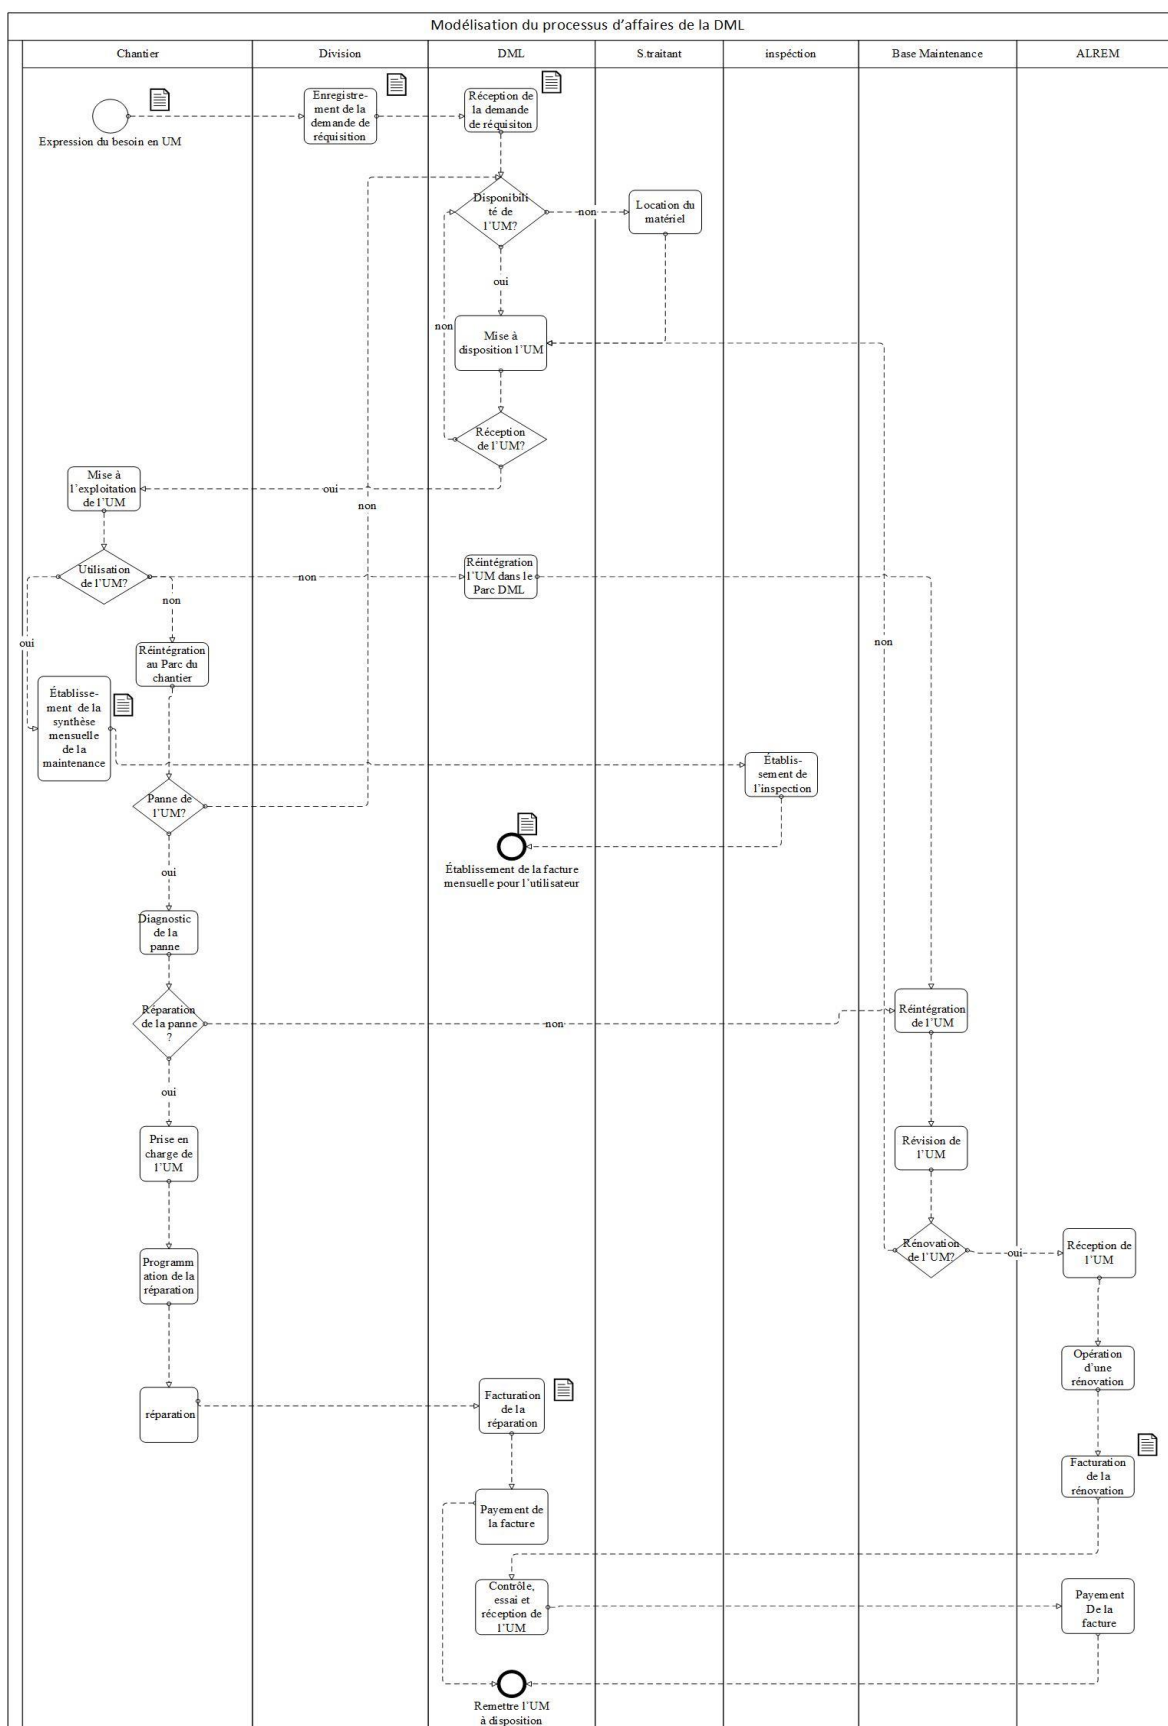 Modélisation du processus d'affaires de la DML
Chantier
Division
DML
S.traitant
inspéction
Base Maintenance
ALREM
Expression du besoin en UM
Enregistre-
ment de la
demande de
réquisition
Réception de
la demande
de réquisiton
Disponibili
té de
l'UM?
non
Location du
matériel
oui
non
Mise à
disposition l'UM
Réception
de l'UM?
Mise à
l'exploitation
de l'UM
oui
non
Utilisation
de l'UM?
non
non
Réintégration
l'UM dans le
Parc DML
oui
non
Réintégration
au Parc du
chantier
Établisse-
ment de la
synthèse
mensuelle
de la
maintenance
Établis-
sement de
l'inspection
Panne de
l'UM?
Établissement de la facture
mensuelle pour l'utilisateur
oui
Diagnostic
de la
panne
Réparation
de la panne
?
non
Réintégration
de l'UM
oui
Prise en
charge de
l'UM
Révision de
l'UM
Rénovation
de l'UM?
oui
Réception de
l'UM
Programm
ation de la
réparation
Opération
d'une
rénovation
réparation
Facturation
de la
réparation
Facturation
de la
rénovation
Payement de
la facture
Contrôle,
essai et
réception de
l'UM
Payement
De la
facture
Remettre l'UM
à disposition